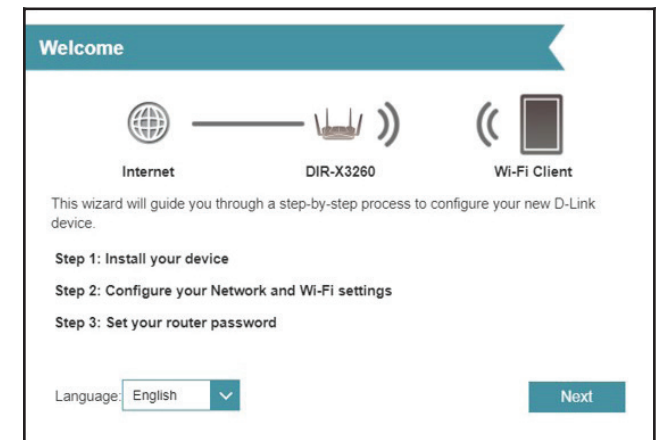 Welcome
Internet DIR-X3260 Wi-Fi Client
This wizard will guide you through a step-by-step process to configure your new D-Link
device.
Step 1: Install your device
Step 2: Configure your Network and Wi-Fi settings
Step 3: Set your router password
Language: English Next